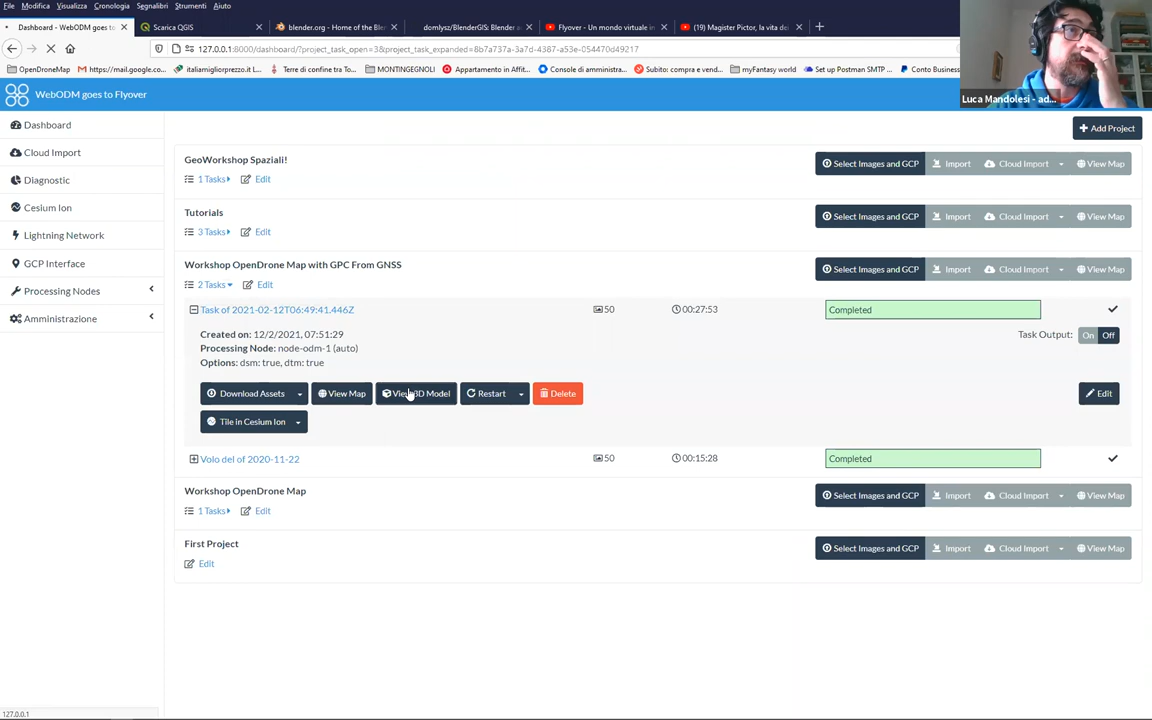 File Modifica Visualizza Cronologia Segnalibri Strumenti Aiuto
Dashboard - WebODM goes to Scarica QGIS blender.org - Home of the Ble domlysz/BlenderGIS: Blender a Flyover - Un mondo virtuale in (19) Magister Pictor, la vita de
127.0.0.1:8000/dashboard/?project_task_open=3&project_task_expanded=8b7a737a-3a7d-4387-a53e-054470d49217
OpenDroneMap https://mail.google.co... italiamigliorprezzo.it L... Terre di confine tra To... MONTINGEGNOLI Appartamento in Affit... Console di amministra... Subito: compra e vend... myFantasy world Set up Postman SMTP ... Conto Business
Luca Mandolesi - ad...
WebODM goes to Flyover
Dashboard
Cloud Import
Diagnostic
Cesium Ion
Lightning Network
GCP Interface
Processing Nodes
Amministrazione
Add Project
GeoWorkshop Spaziali!
1 Tasks Edit
Select Images and GCP Import Cloud Import View Map
Tutorials
3 Tasks Edit
Select Images and GCP Import Cloud Import View Map
Workshop OpenDrone Map with GPC From GNSS
2 Tasks Edit
Select Images and GCP Import Cloud Import View Map
Task of 2021-02-12T06:49:41.446Z 50 00:27:53 Completed
Created on: 12/2/2021, 07:51:29
Processing Node: node-odm-1 (auto)
Options: dsm: true, dtm: true
Task Output: On Off
Download Assets View Map View 3D Model Restart Delete Edit
Tile in Cesium Ion
Volo del of 2020-11-22 50 00:15:28 Completed
Workshop OpenDrone Map
1 Tasks Edit
Select Images and GCP Import Cloud Import View Map
First Project
Edit
Select Images and GCP Import Cloud Import View Map
127.0.0.1